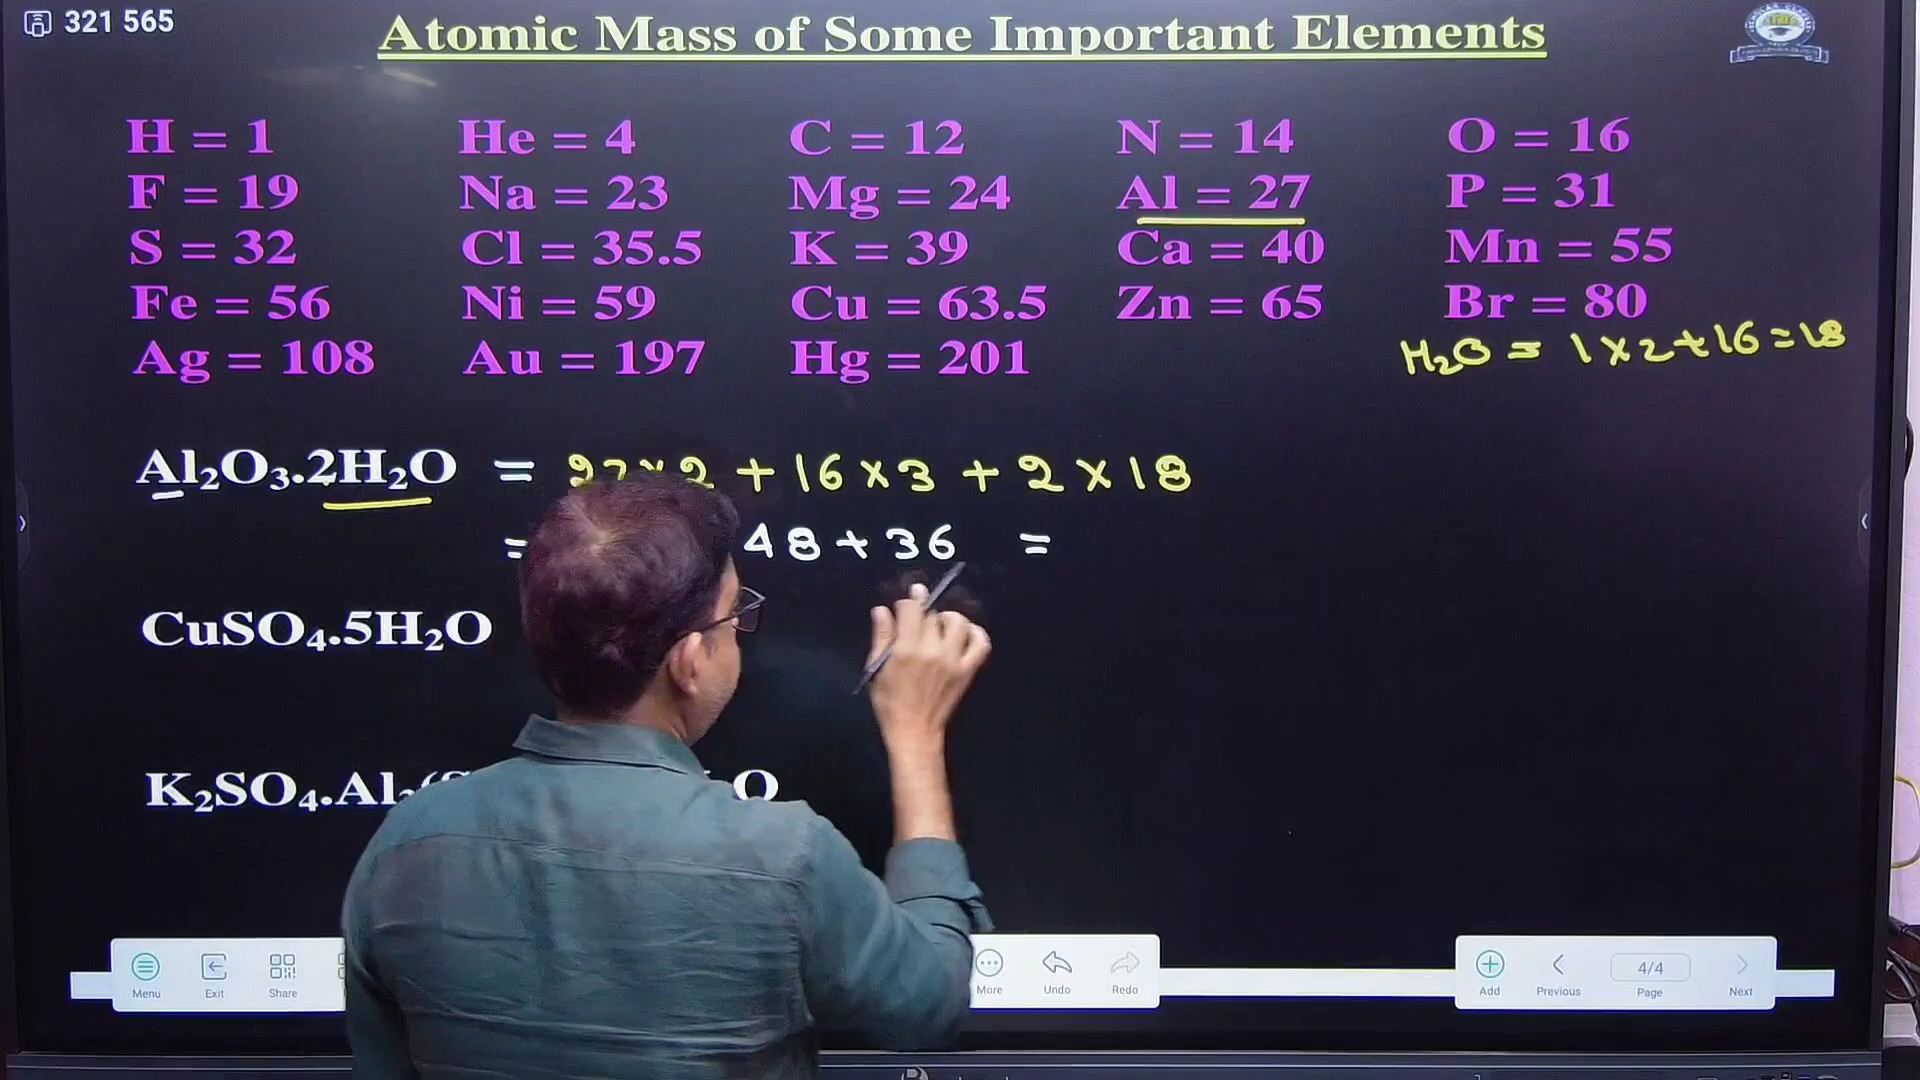 321 565
Atomic Mass of Some Important Elements
H = 1 He = 4 C = 12 N = 14 O = 16
F = 19 Na = 23 Mg = 24 Al = 27 P = 31
S = 32 Cl = 35.5 K = 39 Ca = 40 Mn = 55
Fe = 56 Ni = 59 Cu = 63.5 Zn = 65 Br = 80
Ag = 108 Au = 197 Hg = 201
H₂O = 1×2+16=18
Al₂O₃.2H₂O = 27×2 + 16×3 + 2×18
= 48+36 =
CuSO₄.5H₂O
K₂SO₄.Al₂(S O
Menu Exit Share More Undo Redo Add Previous 4/4 Page Next